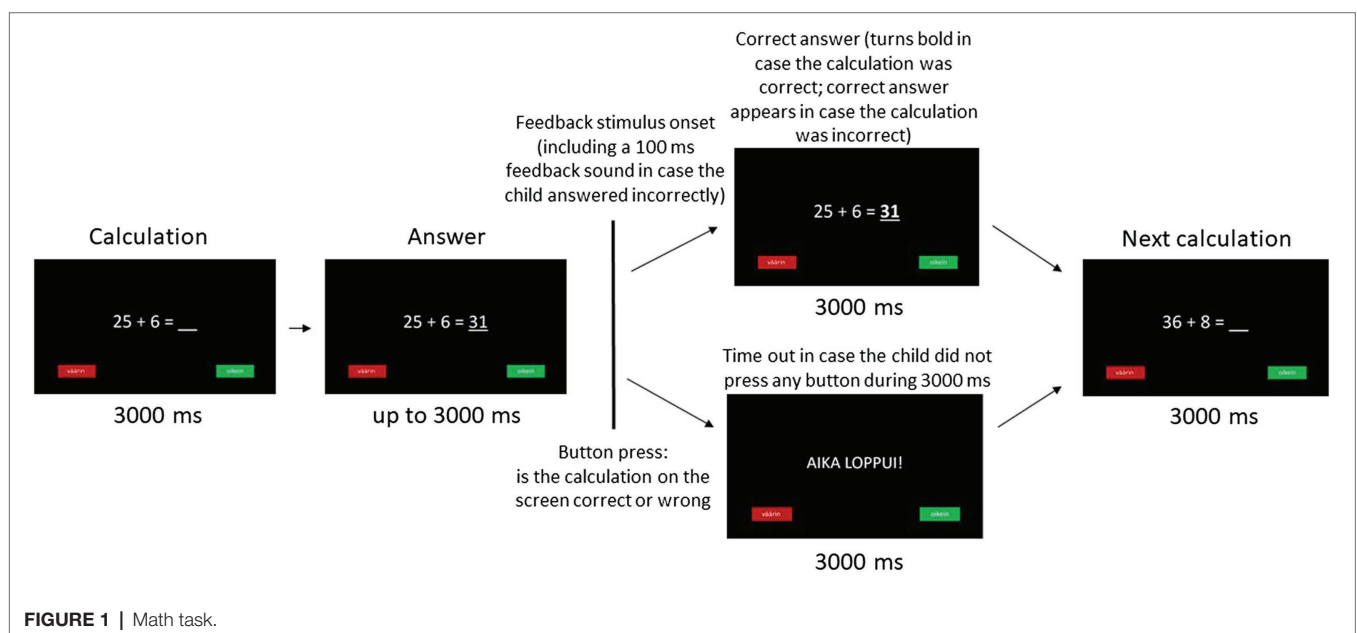 Calculation
25 + 6 = __
väärin
oikein
3000 ms
Answer
25 + 6 = 31
väärin
oikein
up to 3000 ms
Feedback stimulus onset
(including a 100 ms
feedback sound in case the
child answered incorrectly)
Button press:
is the calculation on the
screen correct or wrong
Correct answer (turns bold in
case the calculation was
correct; correct answer
appears in case the calculation
was incorrect)
25 + 6 = 31
väärin
oikein
3000 ms
Time out in case the child did not
press any button during 3000 ms
AIKA LOPPUI!
väärin
oikein
3000 ms
Next calculation
36 + 8 = __
väärin
oikein
3000 ms
FIGURE 1 | Math task.